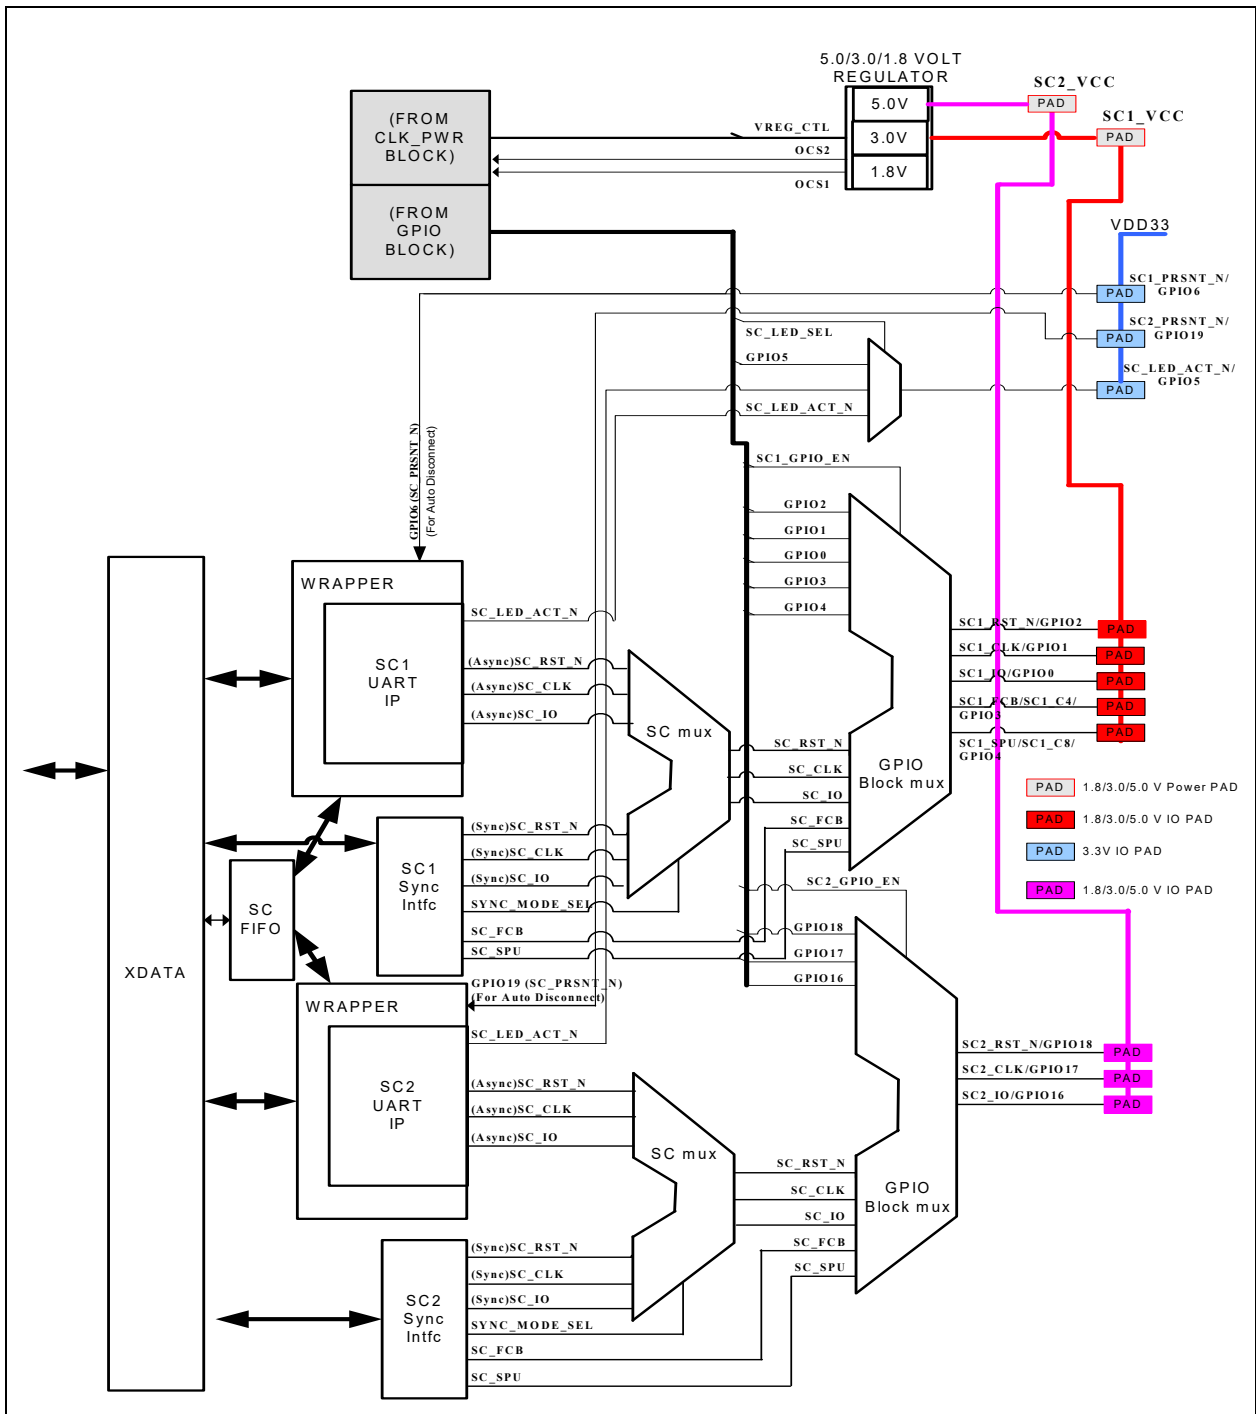 5.0/3.0/1.8 VOLT
REGULATOR
SC2_VCC
PAD
SC1_VCC
PAD
5.0V
3.0V
1.8V
(FROM
CLK_PWR
BLOCK)
VREG_CTL
OCS2
OCS1
(FROM
GPIO
BLOCK)
VDD33
SC1_PRSNT_N/
GPIO6
PAD
SC2_PRSNT_N/
GPIO19
PAD
SC_LED_ACT_N/
GPIO5
PAD
SC_LED_SEL
GPIO5
SC_LED_ACT_N
GPIO6 (SC_PRSNT_N)
(For Auto Disconnect)
SC1_GPIO_EN
GPIO2
GPIO1
GPIO0
GPIO3
GPIO4
WRAPPER
SC1
UART
IP
SC_LED_ACT_N
(Async)SC_RST_N
(Async)SC_CLK
(Async)SC_IO
SC mux
SC_RST_N
SC_CLK
SC_IO
SC_FCB
SC_SPU
GPIO
Block mux
SC1_RST_N/GPIO2
PAD
SC1_CLK/GPIO1
PAD
SC1_IO/GPIO0
PAD
SC1_FCB/SC1_C4/
GPIO3
PAD
SC1_SPU/SC1_C8/
GPIO4
PAD
PAD 1.8/3.0/5.0 V Power PAD
PAD 1.8/3.0/5.0 V IO PAD
PAD 3.3V IO PAD
PAD 1.8/3.0/5.0 V IO PAD
SC1
Sync
Intfc
(Sync)SC_RST_N
(Sync)SC_CLK
(Sync)SC_IO
SYNC_MODE_SEL
SC_FCB
SC_SPU
SC
FIFO
XDATA
SC2_GPIO_EN
GPIO18
GPIO17
GPIO16
GPIO19 (SC_PRSNT_N)
(For Auto Disconnect)
WRAPPER
SC_LED_ACT_N
SC2
UART
IP
(Async)SC_RST_N
(Async)SC_CLK
(Async)SC_IO
SC mux
SC_RST_N
SC_CLK
SC_IO
SC_FCB
SC_SPU
GPIO
Block mux
SC2_RST_N/GPIO18
PAD
SC2_CLK/GPIO17
PAD
SC2_IO/GPIO16
PAD
SC2
Sync
Intfc
(Sync)SC_RST_N
(Sync)SC_CLK
(Sync)SC_IO
SYNC_MODE_SEL
SC_FCB
SC_SPU